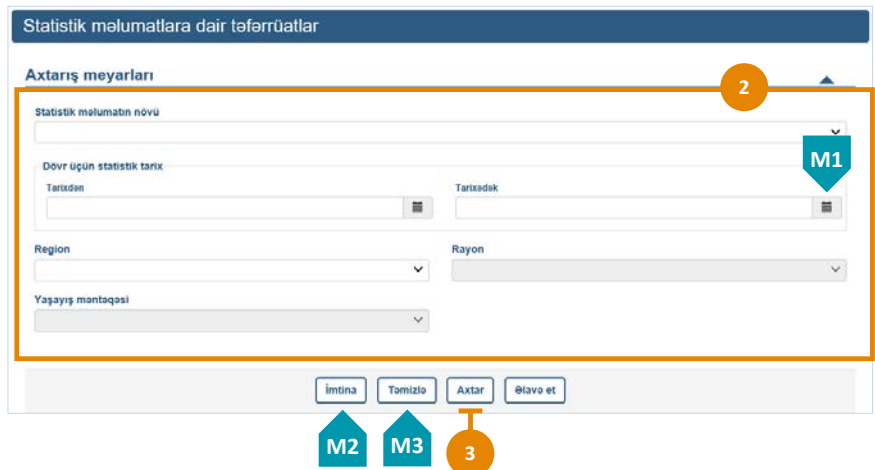 Statistik məlumatlara dair təfərrüatlar
Axtarış meyarları
2
Statistik məlumatın növü
M1
Dövr üçün statistik tarix
Tarixdən
Tarixədək
Region
Rayon
Yaşayış məntəqəsi
İmtina
Təmizlə
Axtar
Əlavə et
M2
M3
3